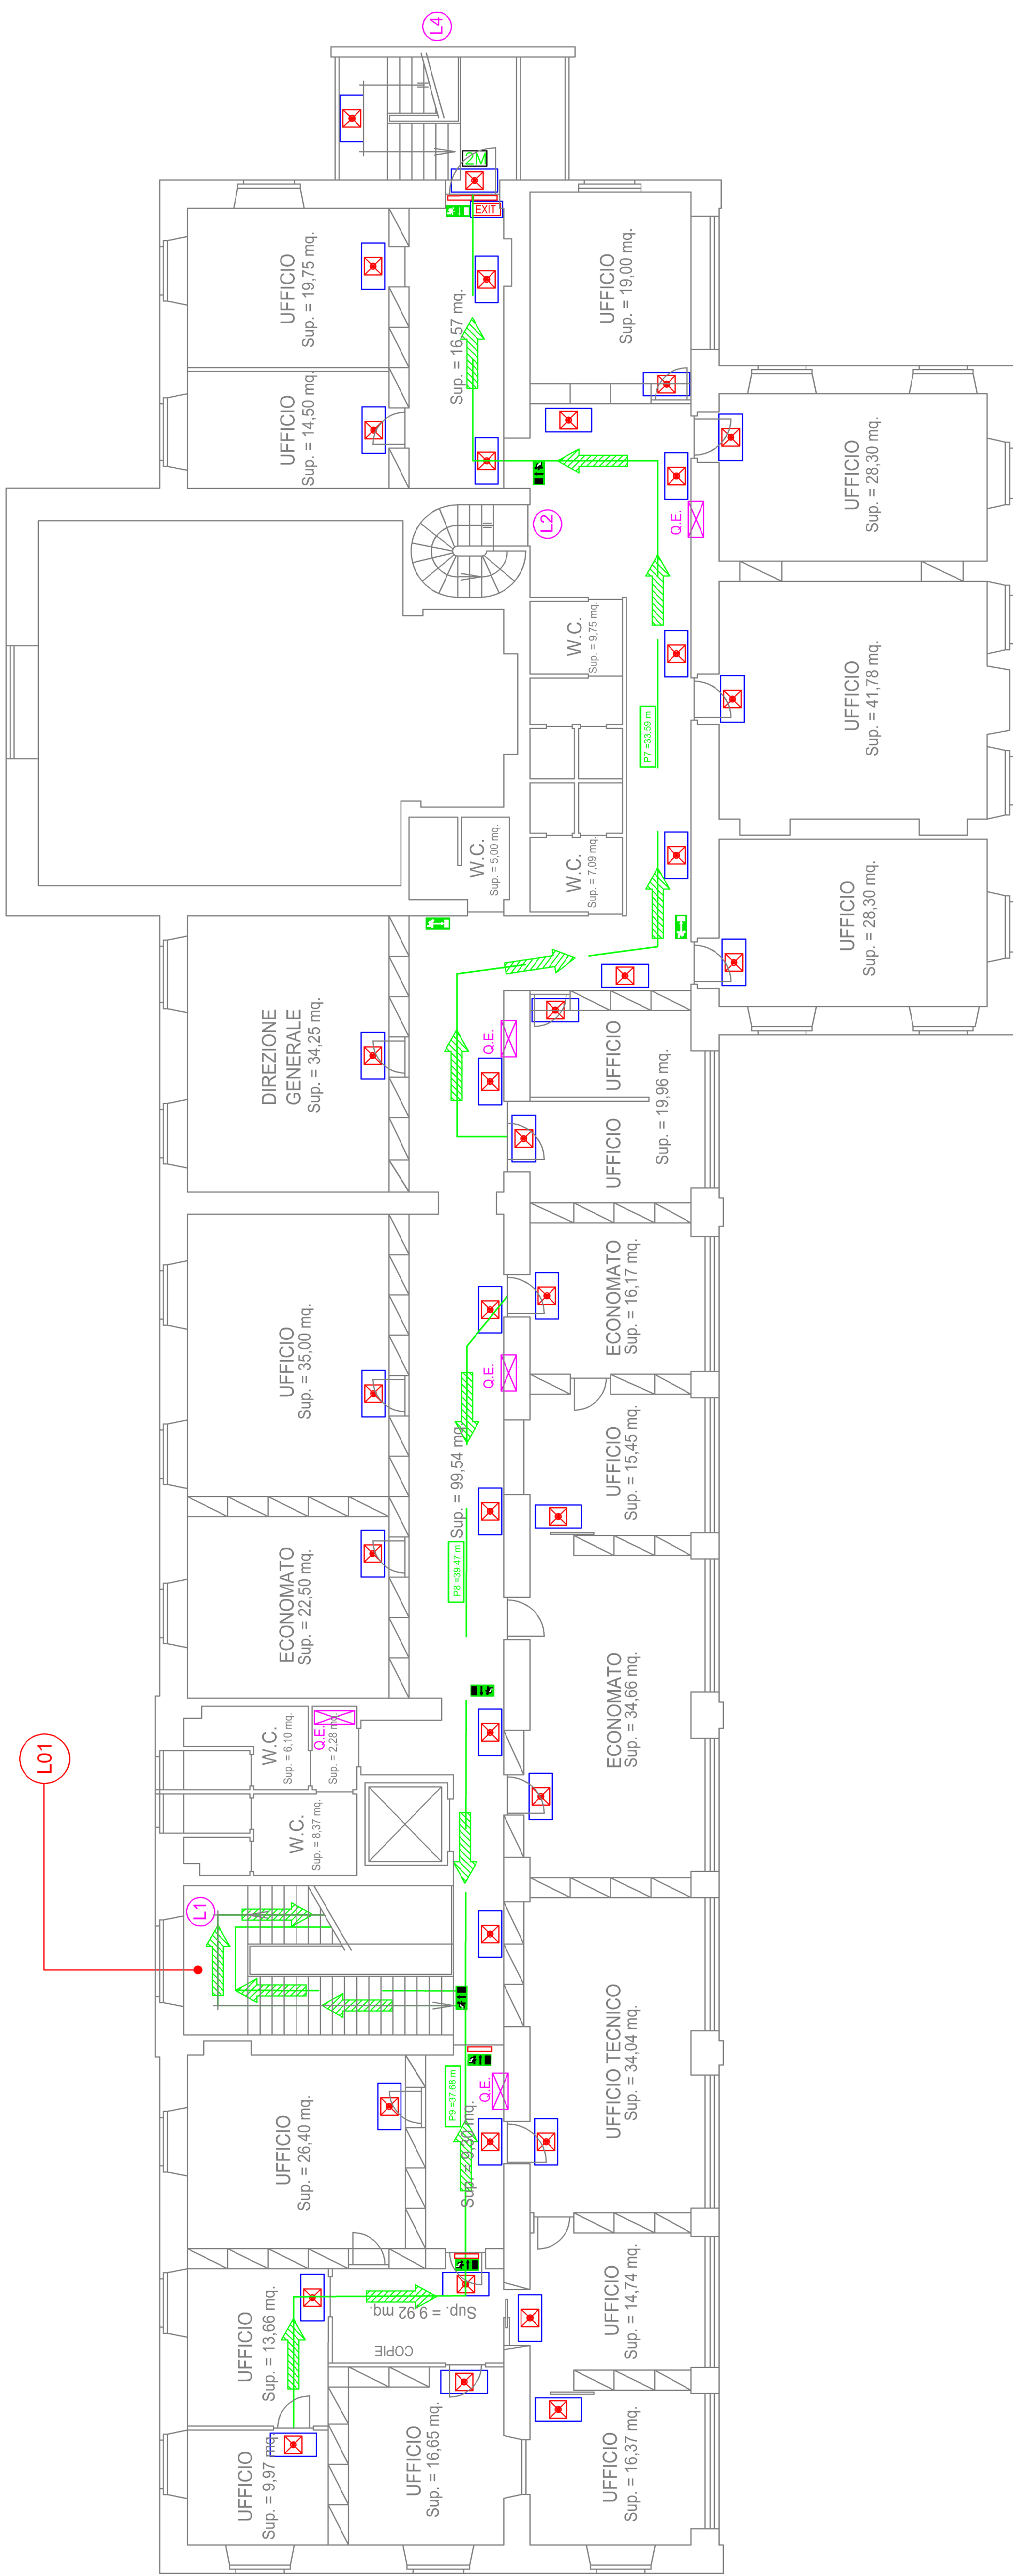 L4
2M
EXIT
UFFICIO
Sup. = 19,75 mq.
Sup. = 16,57 mq.
UFFICIO
Sup. = 19,00 mq.
UFFICIO
Sup. = 14,50 mq.
UFFICIO
Sup. = 28,30 mq.
L2
Q.E.
W.C.
Sup. = 9,75 mq.
UFFICIO
Sup. = 41,78 mq.
P7 =33.59 m
W.C.
Sup. = 5,00 mq.
W.C.
Sup. = 7.09 mq.
UFFICIO
Sup. = 28,30 mq.
DIREZIONE
GENERALE
Sup. = 34,25 mq.
Q.E.
UFFICIO
UFFICIO
Sup. = 19,96 mq.
ECONOMATO
Sup. = 16,17 mq.
UFFICIO
Sup. = 35,00 mq.
Q.E.
Sup. = 99,54 mq.
UFFICIO
Sup. = 15,45 mq.
P8 =39.47 m
ECONOMATO
Sup. = 22,50 mq.
ECONOMATO
Sup. = 34,66 mq.
W.C.
Sup. = 6,10 mq.
Q.E.
Sup. = 2,28 mq.
L01
W.C.
Sup. = 8,37 mq.
L1
UFFICIO TECNICO
Sup. = 34,04 mq.
UFFICIO
Sup. = 26,40 mq.
P9 =37.68 m
Q.E.
Sup. = 9,30 mq.
UFFICIO
Sup. = 13,66 mq.
Sup. = 9.92 mq.
COPIE
UFFICIO
Sup. = 14,74 mq.
UFFICIO
Sup. = 9,97 mq.
UFFICIO
Sup. = 16,65 mq.
UFFICIO
Sup. = 16,37 mq.